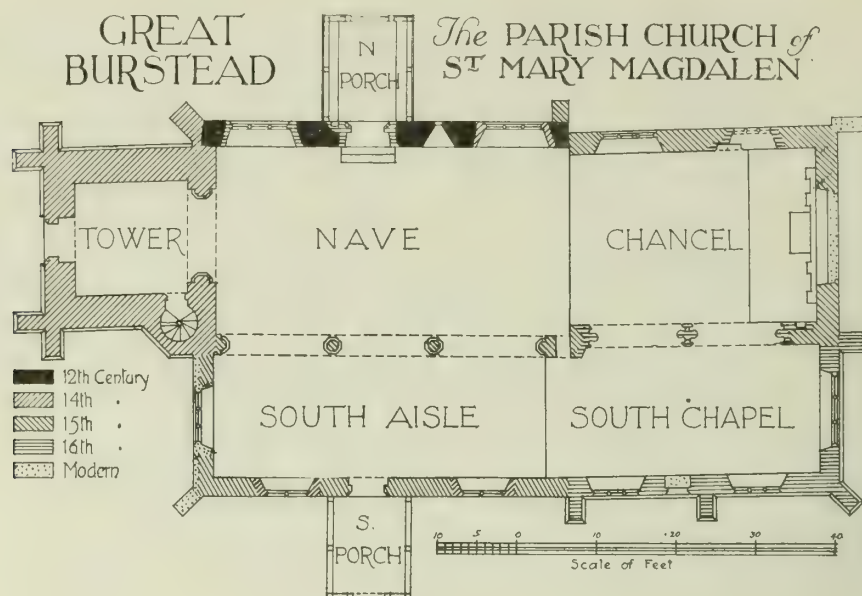 GREAT
BURSTEAD
The PARISH CHURCH of
ST MARY MAGDALEN
N
PORCH
TOWER
NAVE
CHANCEL
SOUTH AISLE
SOUTH CHAPEL
S.
PORCH
12th Century
14th "
15th "
16th "
Modern
10 5 0 10 20 30 40
Scale of Feet